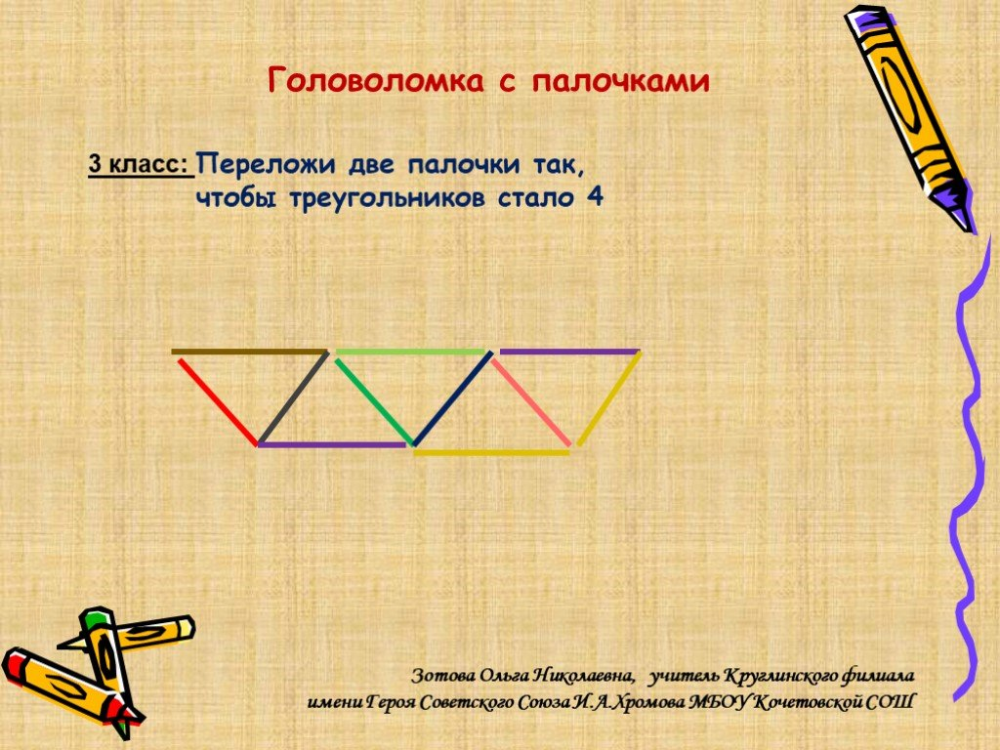 Головоломка с палочками
3 класс: Переложи две палочки так,
чтобы треугольников стало 4
Зотова Ольга Николаевна, учитель Круглинского филиала
имени Героя Советского Союза И.А.Хромова МБОУ Кочетовской СОШ